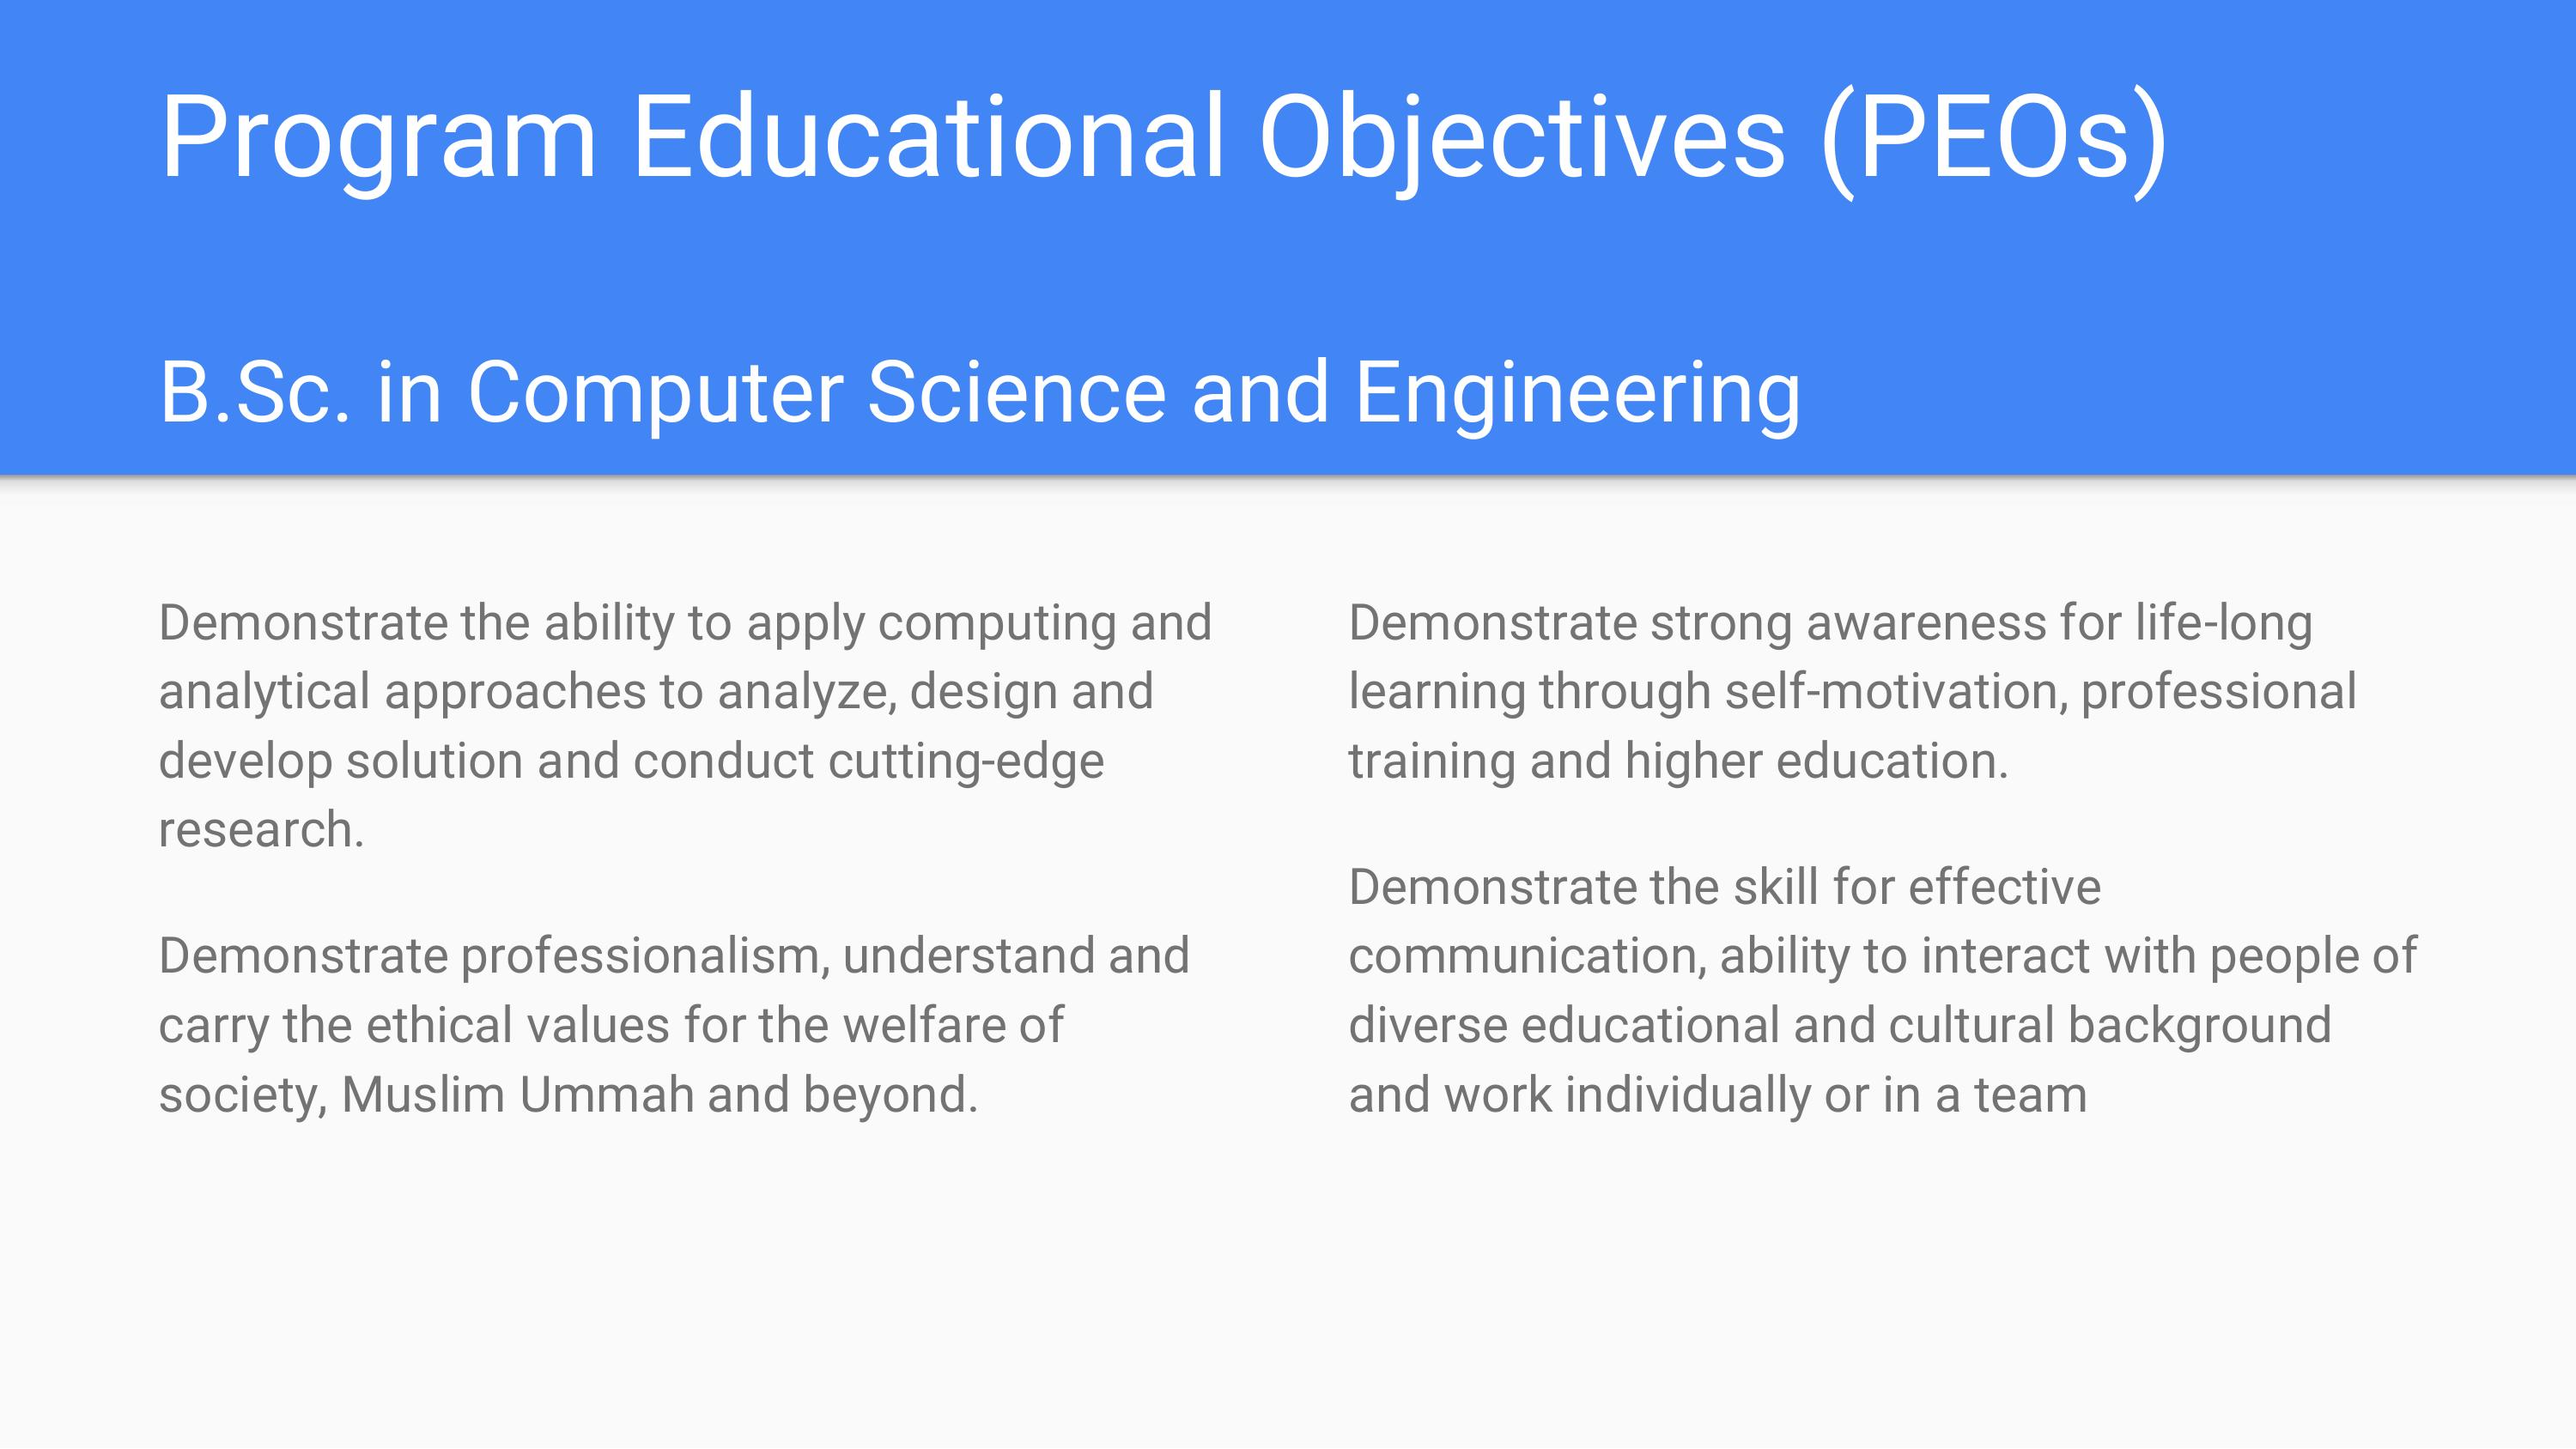 Program Educational Objectives (PEOs)
B.Sc. in Computer Science and Engineering
Demonstrate the ability to apply computing and
analytical approaches to analyze, design and
develop solution and conduct cutting-edge
research.
Demonstrate professionalism, understand and
carry the ethical values for the welfare of
society, Muslim Ummah and beyond.
Demonstrate strong awareness for life-long
learning through self-motivation, professional
training and higher education.
Demonstrate the skill for effective
communication, ability to interact with people of
diverse educational and cultural background
and work individually or in a team